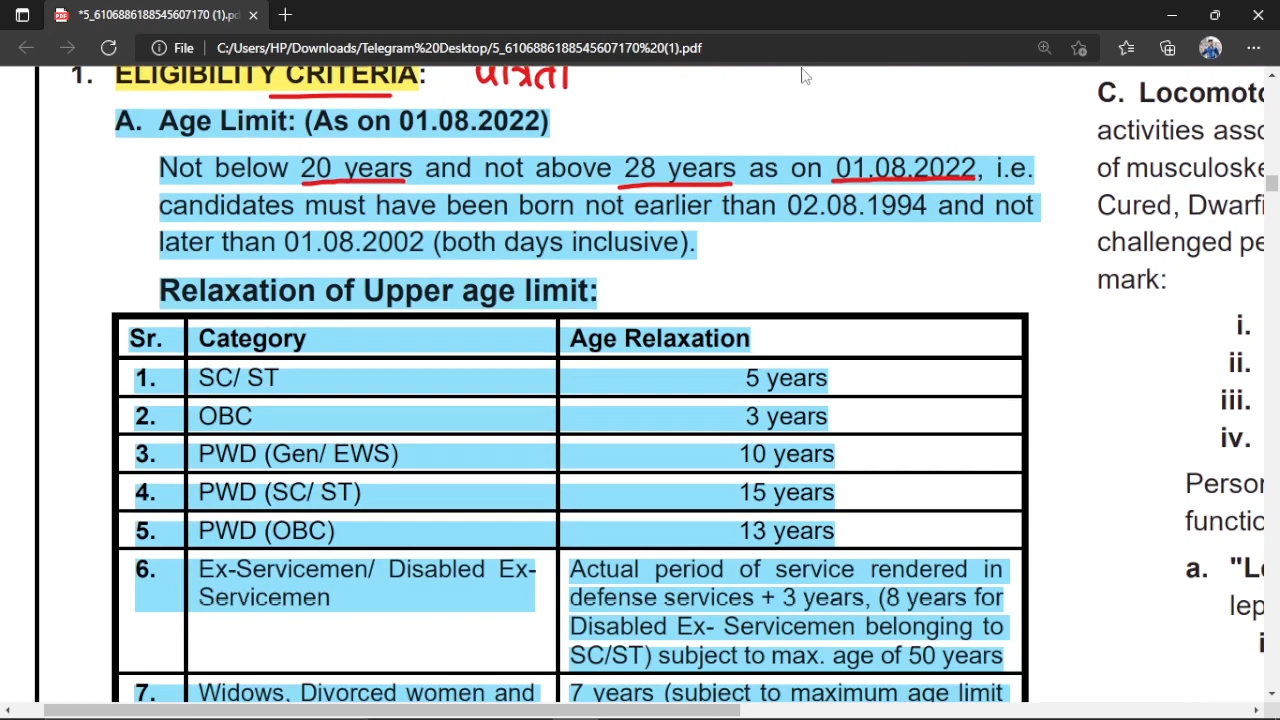 *5_6106886188545607170 (1).pd
File
C:/Users/HP/Downloads/Telegram%20Desktop/5_6106886188545607170%20(1).pdf
1. ELIGIBILITY CRITERIA: पात्रता
A. Age Limit: (As on 01.08.2022)
Not below 20 years and not above 28 years as on 01.08.2022, i.e.
candidates must have been born not earlier than 02.08.1994 and not
later than 01.08.2002 (both days inclusive).
Relaxation of Upper age limit:
Sr. Category Age Relaxation
1. SC/ ST 5 years
2. OBC 3 years
3. PWD (Gen/ EWS) 10 years
4. PWD (SC/ ST) 15 years
5. PWD (OBC) 13 years
6. Ex-Servicemen/ Disabled Ex- Actual period of service rendered in
Servicemen defense services + 3 years, (8 years for
Disabled Ex- Servicemen belonging to
SC/ST) subject to max. age of 50 years
7. Widows, Divorced women and 7 years (subject to maximum age limit
C. Locomoto
activities asso
of musculoske
Cured, Dwarfi
challenged pe
mark:
i.
ii.
iii.
iv.
Person
functio
a. "Le
lep
i